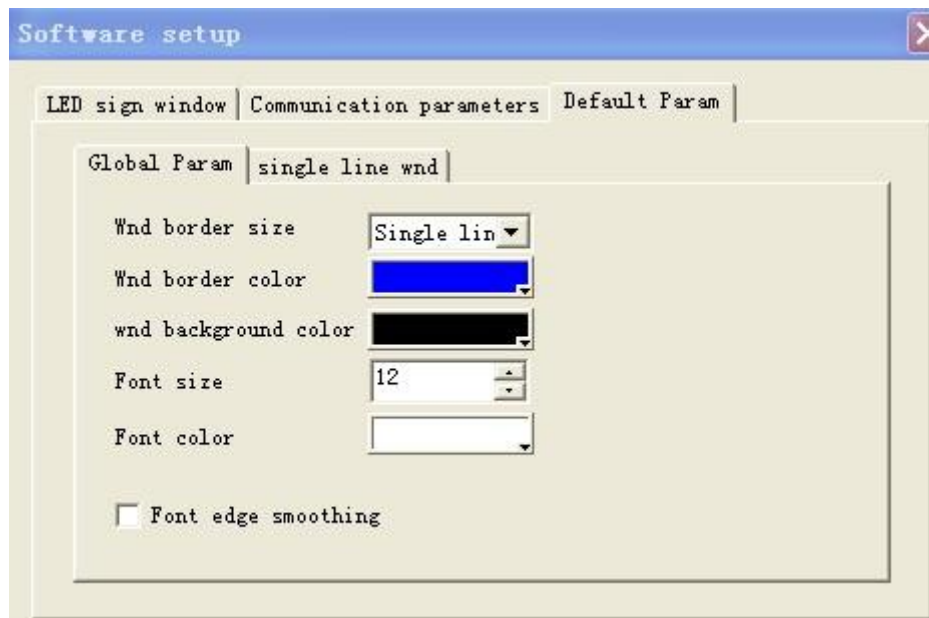 Software setup
LED sign window Communication parameters Default Param
Global Param single line wnd
Wnd border size Single lin
Wnd border color
wnd background color
Font size 12
Font color
Font edge smoothing